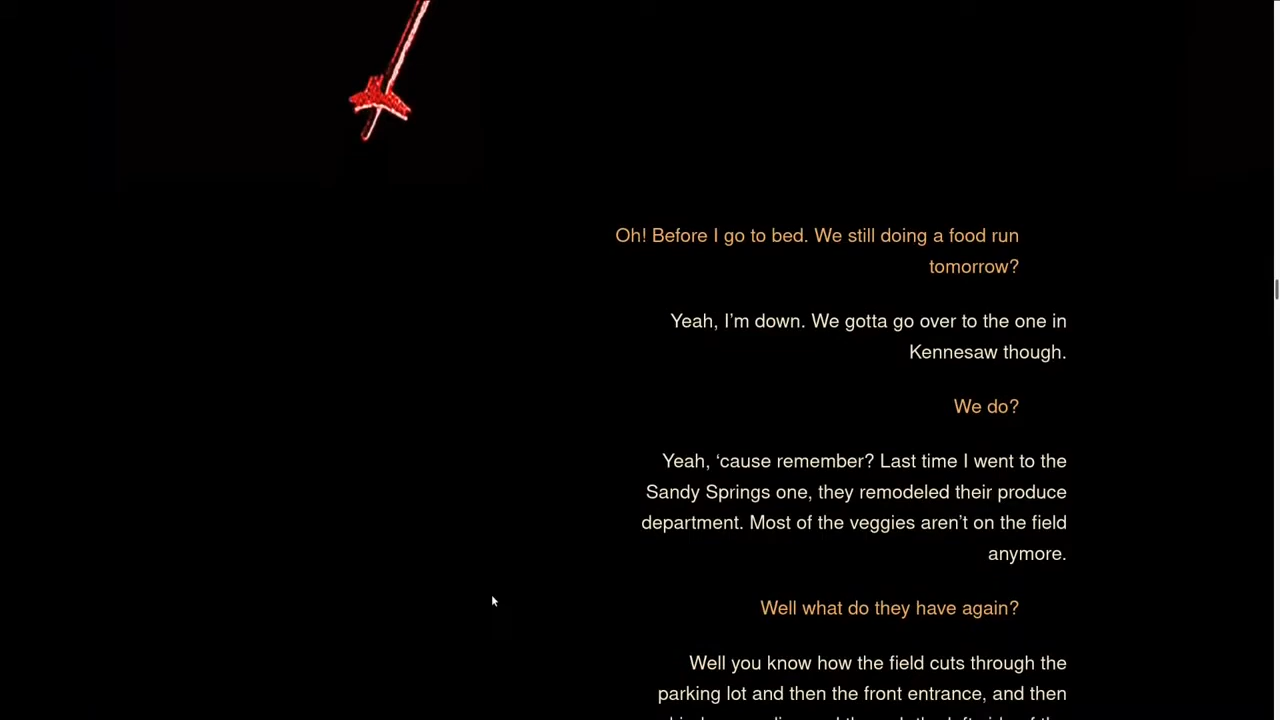 Oh! Before I go to bed. We still doing a food run
tomorrow?
Yeah, I’m down. We gotta go over to the one in
Kennesaw though.
We do?
Yeah, ‘cause remember? Last time I went to the
Sandy Springs one, they remodeled their produce
department. Most of the veggies aren’t on the field
anymore.
Well what do they have again?
Well you know how the field cuts through the
parking lot and then the front entrance, and then